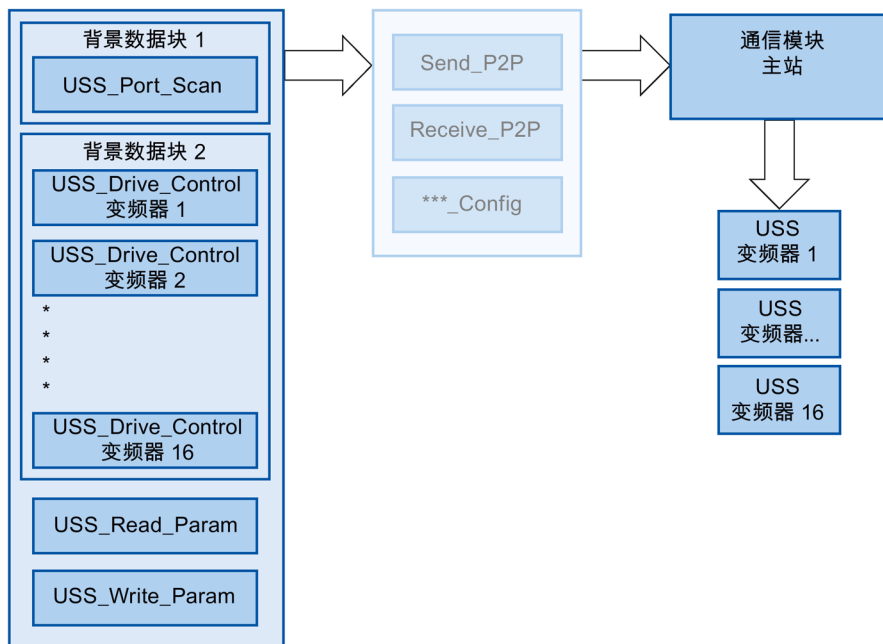 背景数据块 1
USS_Port_Scan
背景数据块 2
USS_Drive_Control
变频器 1
USS_Drive_Control
变频器 2
*
*
*
*
USS_Drive_Control
变频器 16
USS_Read_Param
USS_Write_Param
Send_P2P
Receive_P2P
***_Config
通信模块
主站
USS
变频器 1
USS
变频器...
USS
变频器 16